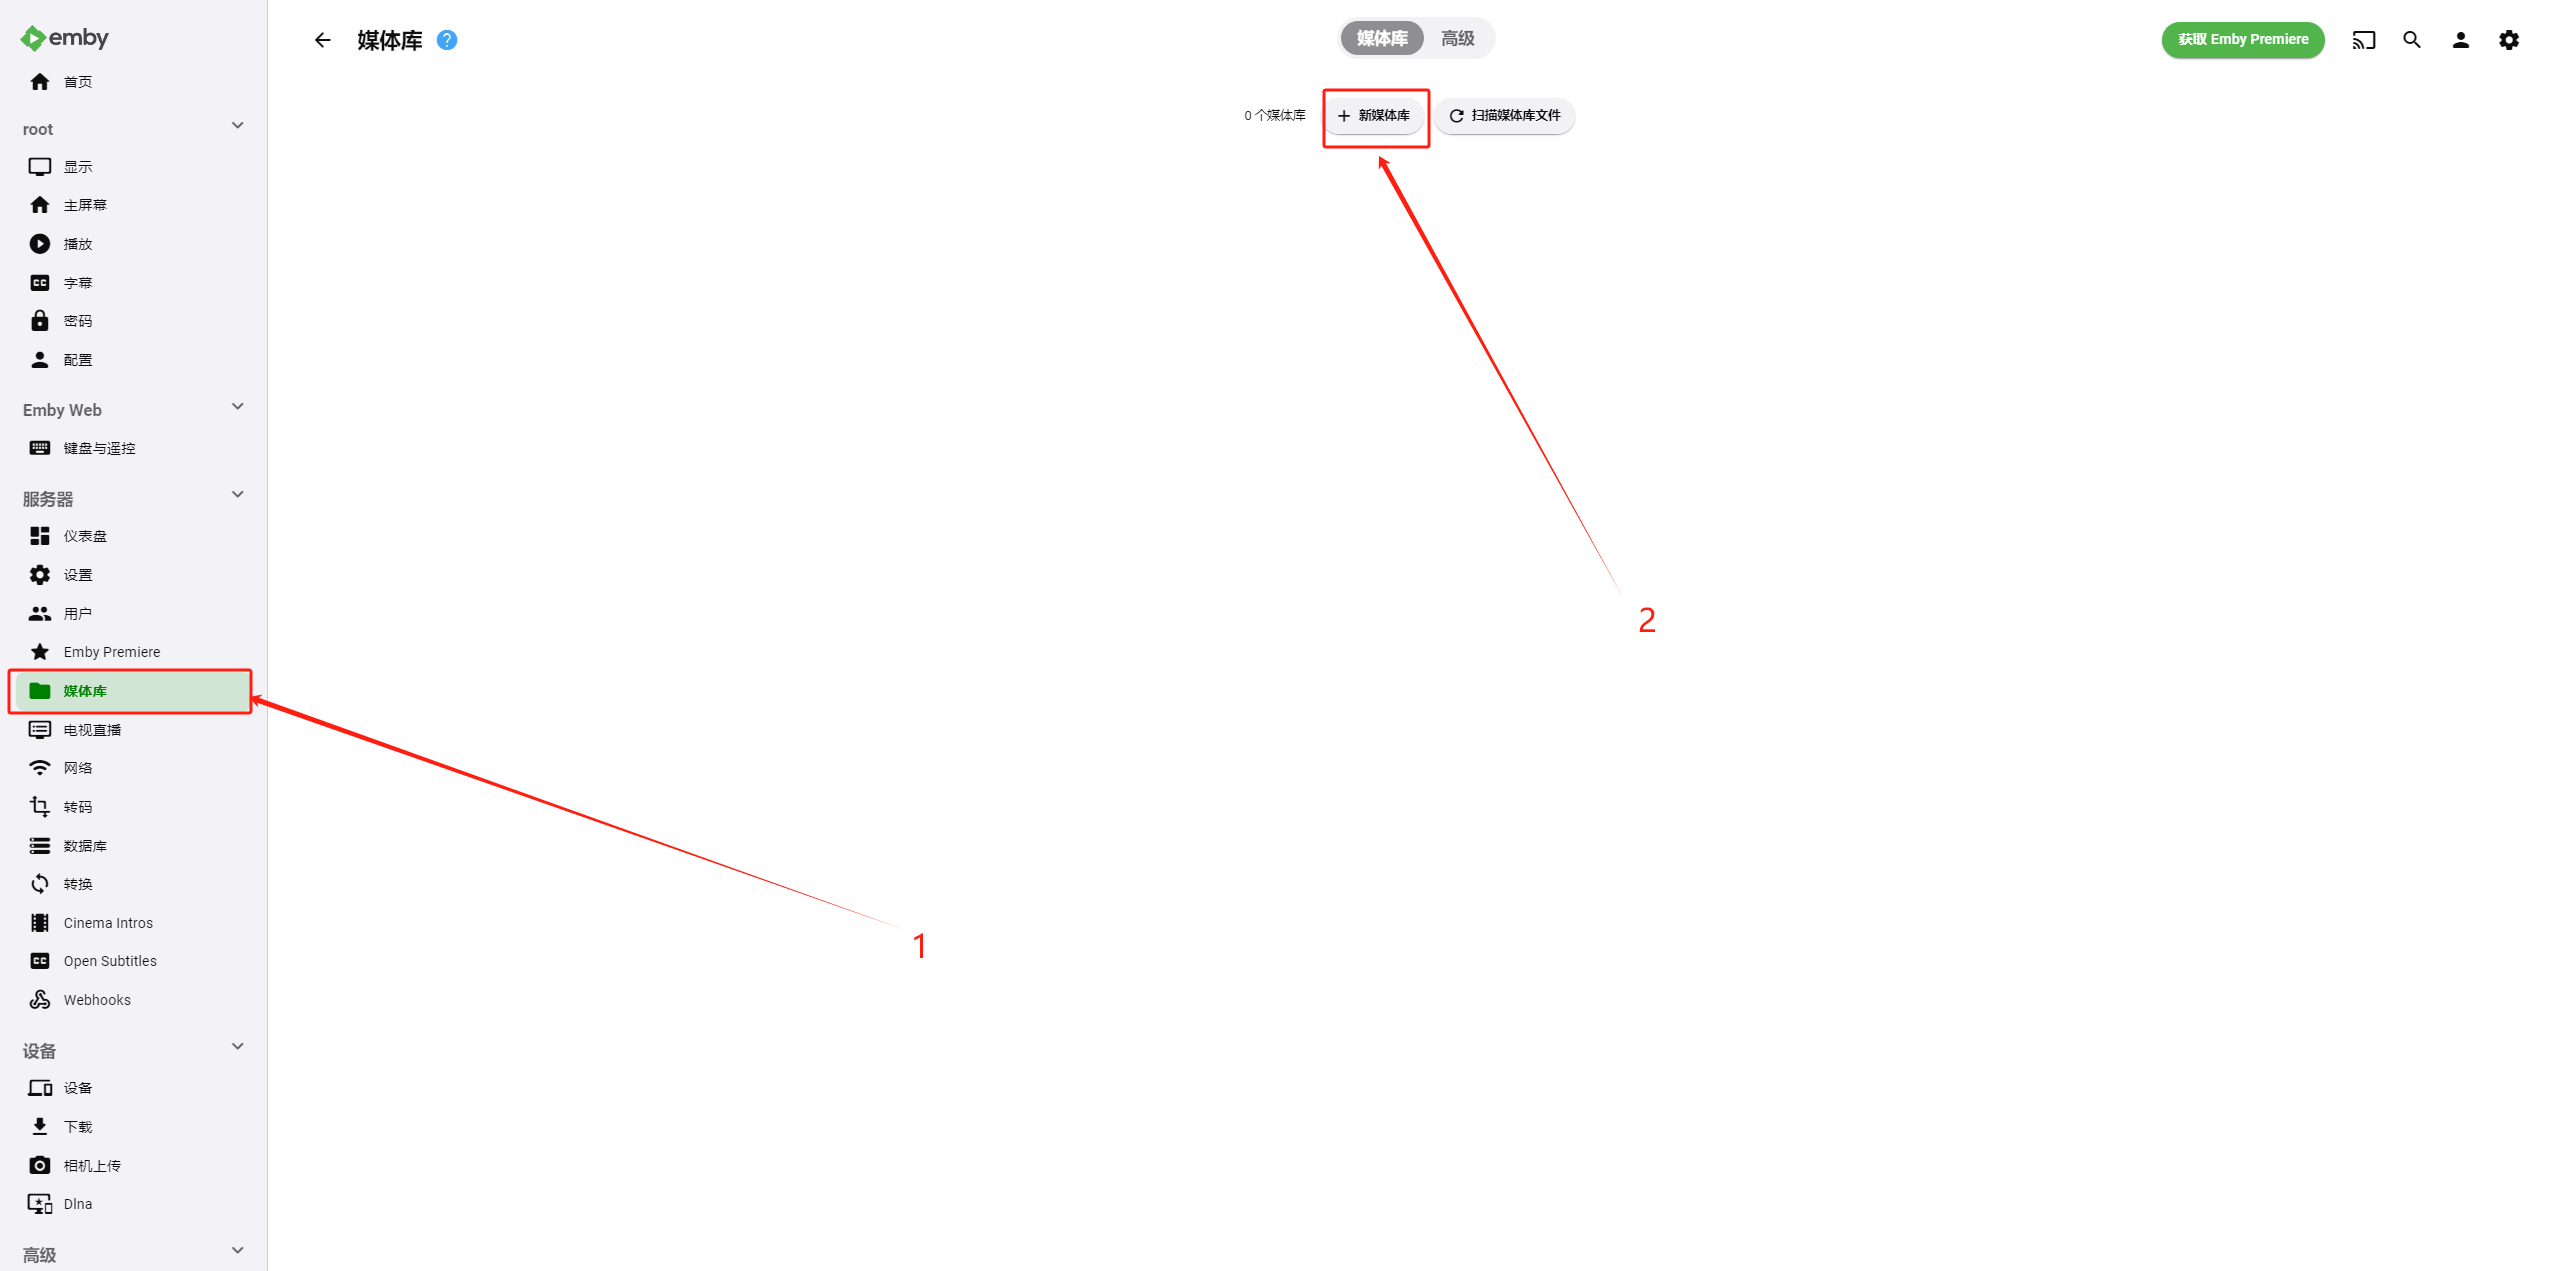 emby
首页
root
显示
主屏幕
播放
字幕
密码
配置
Emby Web
键盘与遥控
服务器
仪表盘
设置
用户
Emby Premiere
媒体库
电视直播
网络
转码
数据库
转换
Cinema Intros
Open Subtitles
Webhooks
设备
设备
下载
相机上传
Dlna
高级
媒体库 ?
媒体库 高级
获取 Emby Premiere
0 个媒体库 + 新媒体库 扫描媒体库文件
2
1